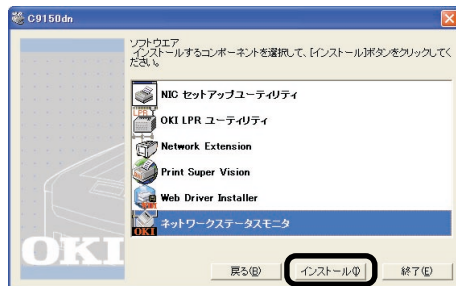 C9150dn
ソフトウエア
インストールするコンポーネントを選択して、[インストール]ボタンをクリックしてく
ださい。
NIC セットアップユーティリティ
OKI LPR ユーティリティ
Network Extension
Print Super Vision
Web Driver Installer
ネットワークステータスモニタ
OKI
戻る(B)
インストール(I)
終了(E)